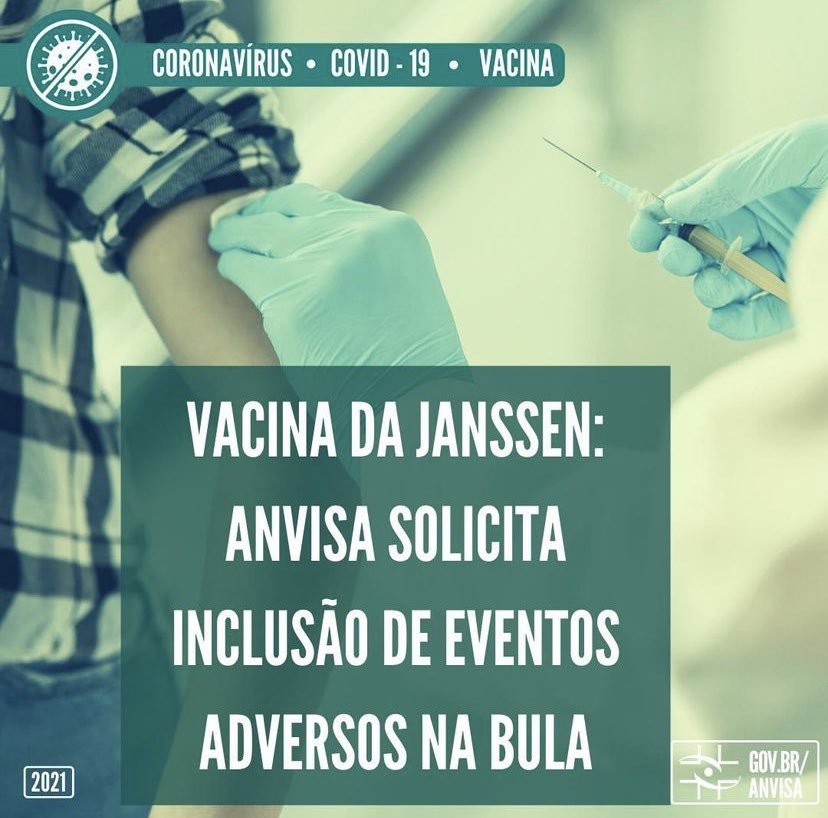 CORONAVÍRUS • COVID - 19 • VACINA
VACINA DA JANSSEN:
ANVISA SOLICITA
INCLUSÃO DE EVENTOS
ADVERSOS NA BULA
2021
GOV.BR/
ANVISA